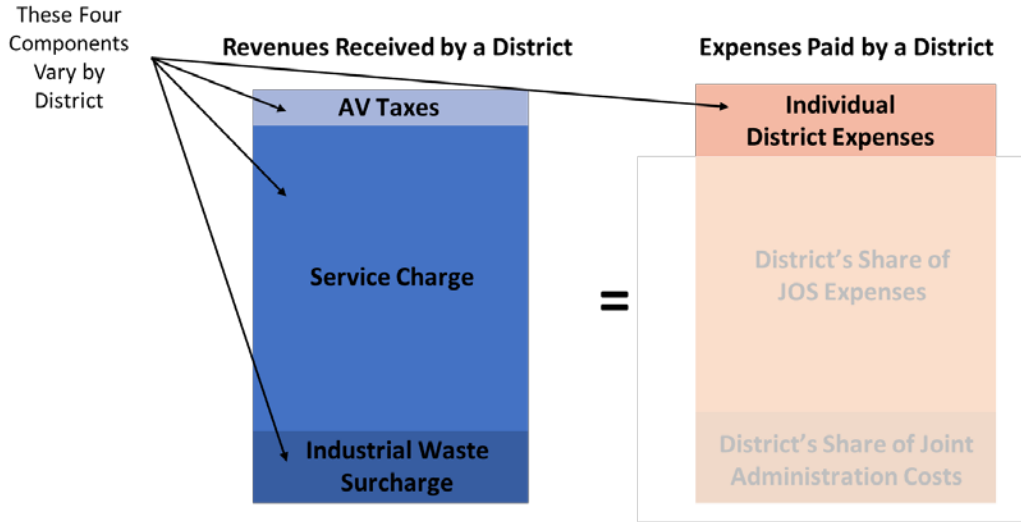 These Four
Components
Vary by
District
Revenues Received by a District
Expenses Paid by a District
AV Taxes
Individual
District Expenses
Service Charge
District’s Share of
JOS Expenses
=
Industrial Waste
Surcharge
District’s Share of Joint
Administration Costs